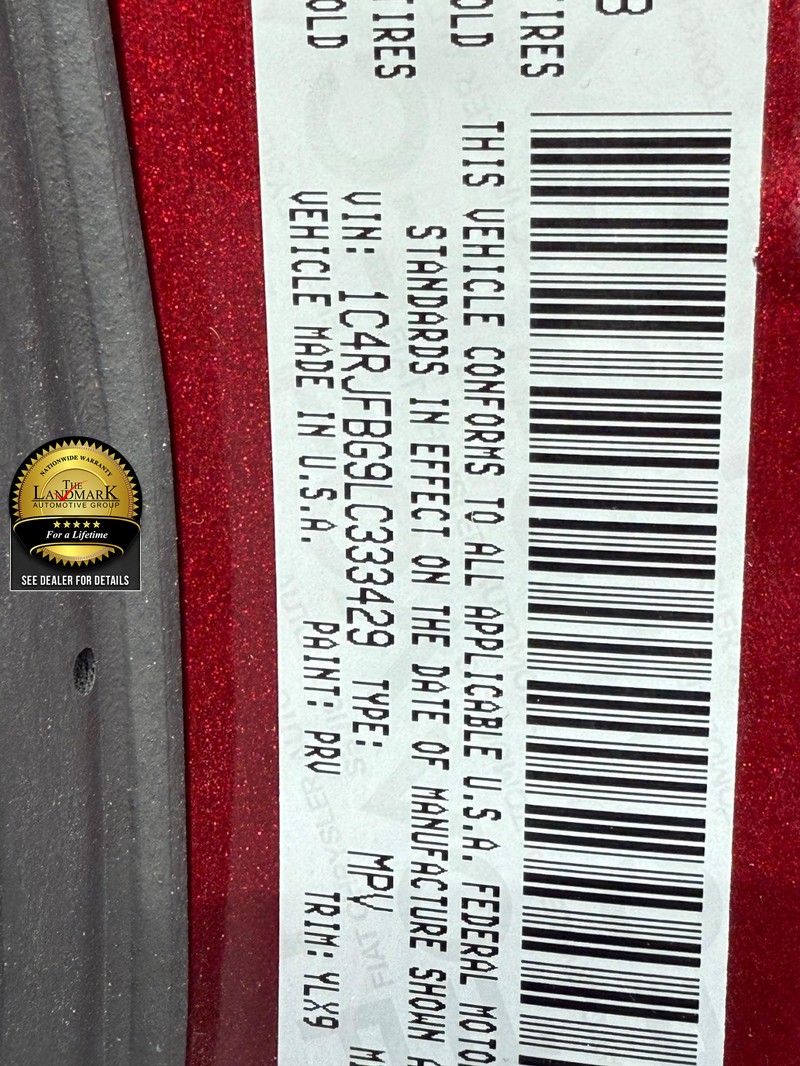 B
TIRES
OLD
TIRES
OLD
THIS VEHICLE CONFORMS TO ALL APPLICABLE U.S.A. FEDERAL MOTO
STANDARDS IN EFFECT ON THE DATE OF MANUFACTURE SHOWN A
VIN: 1C4RJFBG9LC333429 TYPE: MPV
VEHICLE MADE IN U.S.A. PAINT: PRV TRIM: YLX9
NATIONWIDE WARRANTY
THE
LANDMARK
AUTOMOTIVE GROUP
For a Lifetime
SEE DEALER FOR DETAILS